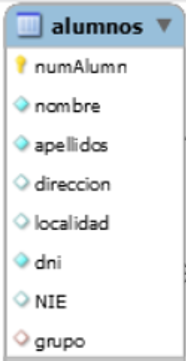 alumnos
numAlumn
nombre
apellidos
direccion
localidad
dni
NIE
grupo